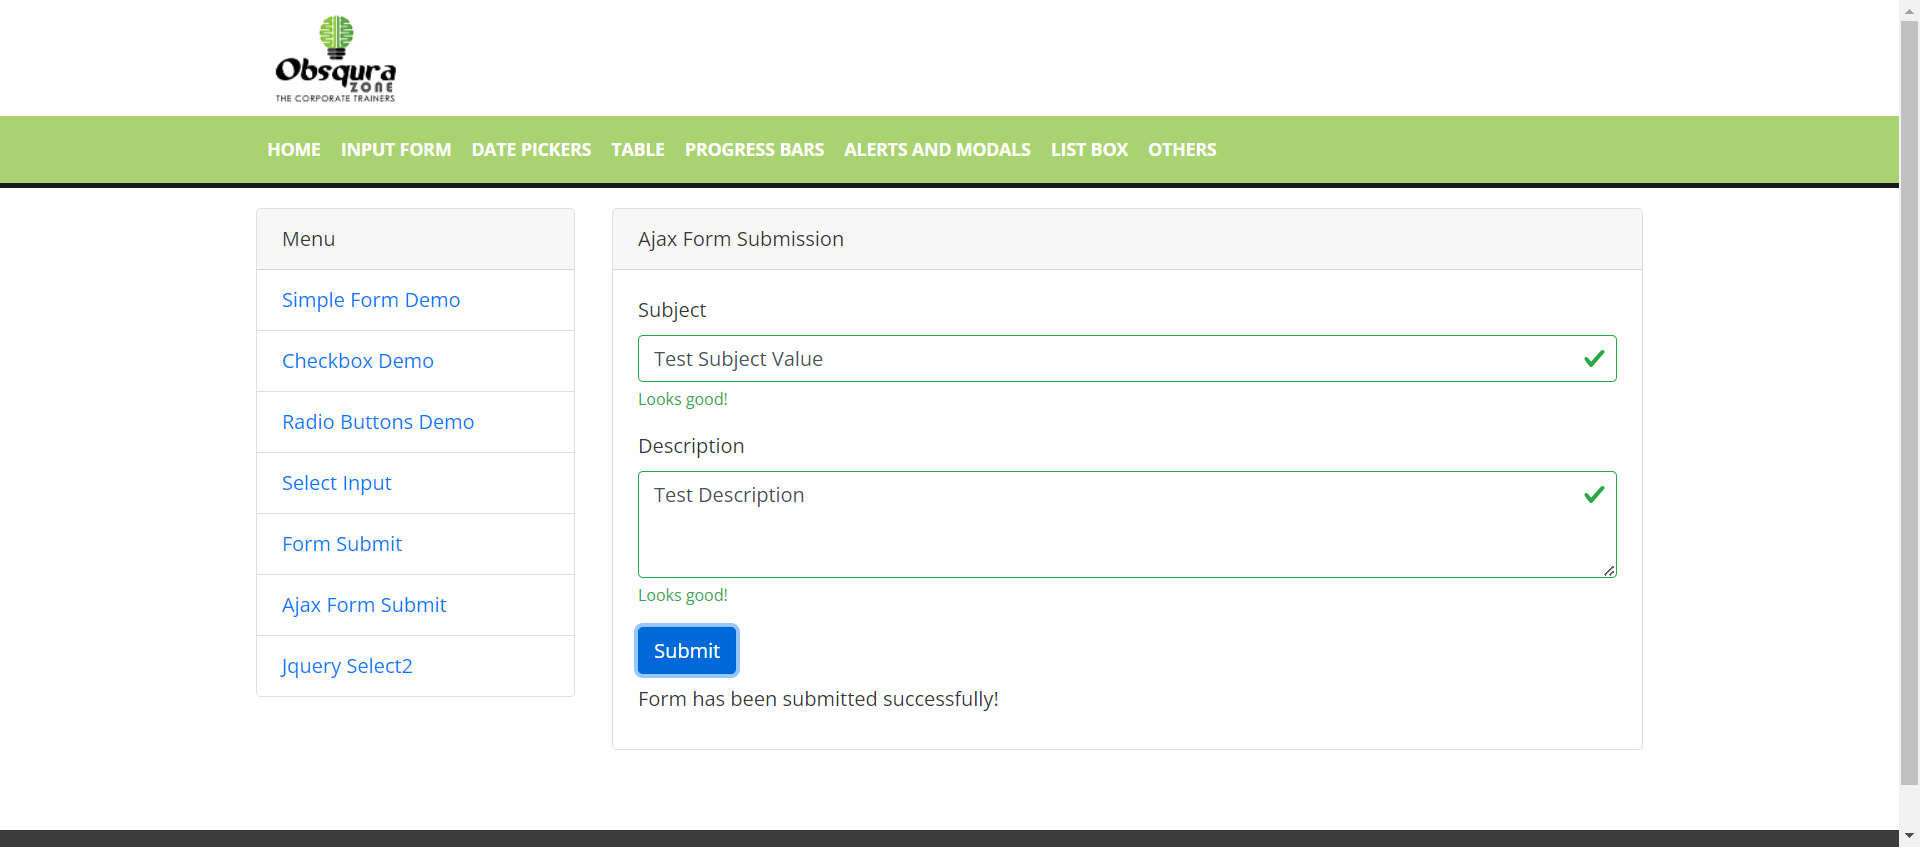 Obsqura
ZONE
THE CORPORATE TRAINERS
HOME INPUT FORM DATE PICKERS TABLE PROGRESS BARS ALERTS AND MODALS LIST BOX OTHERS
Menu
Simple Form Demo
Checkbox Demo
Radio Buttons Demo
Select Input
Form Submit
Ajax Form Submit
Jquery Select2
Ajax Form Submission
Subject
Test Subject Value
Looks good!
Description
Test Description
Looks good!
Submit
Form has been submitted successfully!